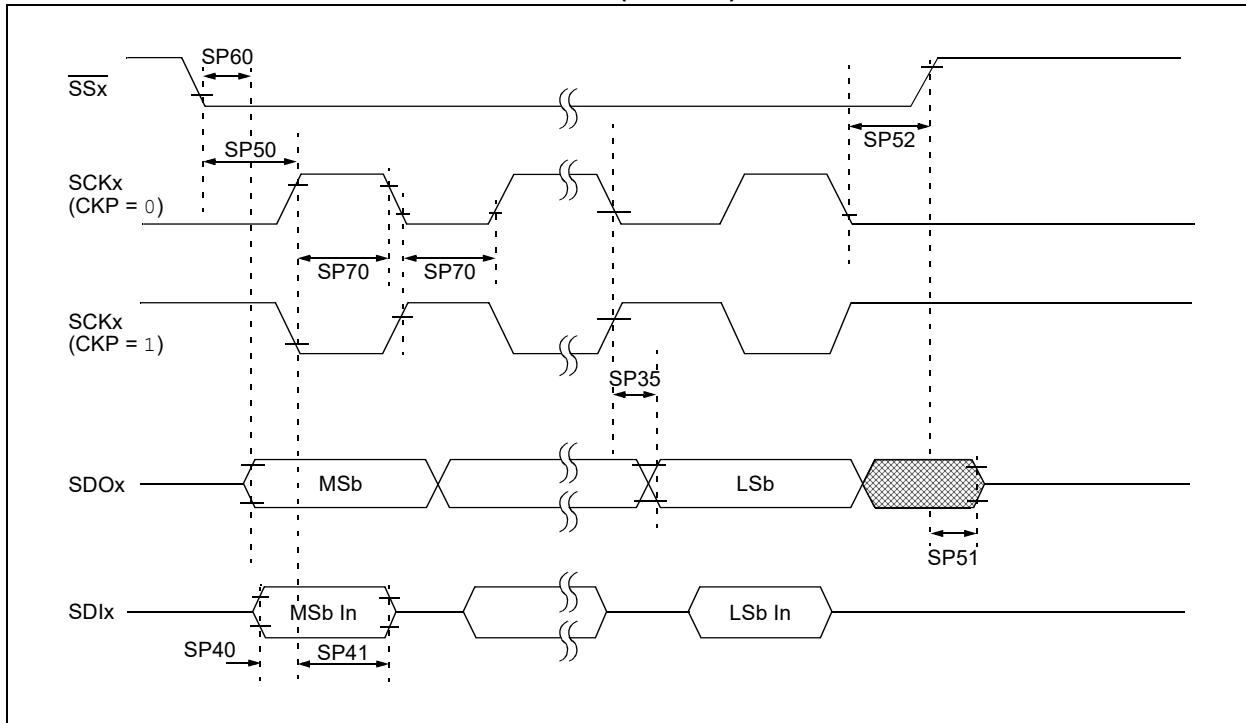 SP60
SSx
SP52
SP50
SCKx
(CKP = 0)
SP70
SP70
SCKx
(CKP = 1)
SP35
SDOx
MSb
LSb
SP51
SDIx
MSb In
LSb In
SP40
SP41